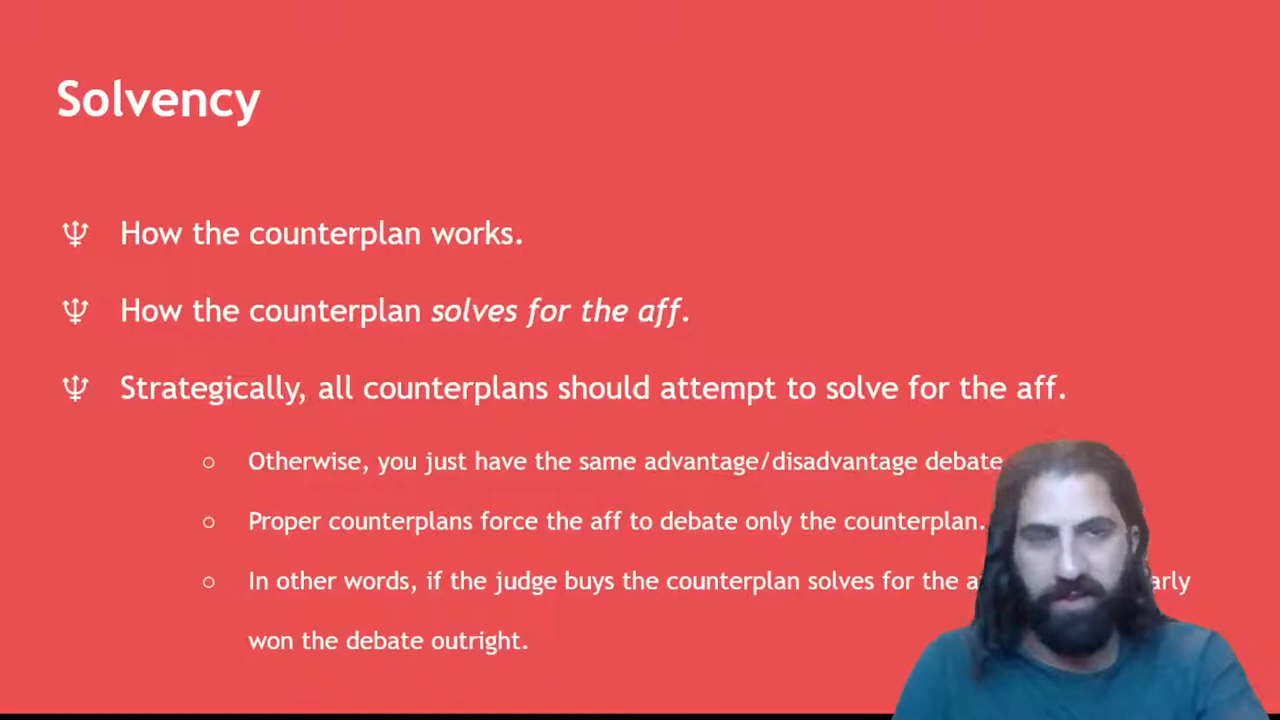 Solvency
How the counterplan works.
How the counterplan solves for the aff.
Strategically, all counterplans should attempt to solve for the aff.
Otherwise, you just have the same advantage/disadvantage debate
Proper counterplans force the aff to debate only the counterplan.
In other words, if the judge buys the counterplan solves for the
won the debate outright.